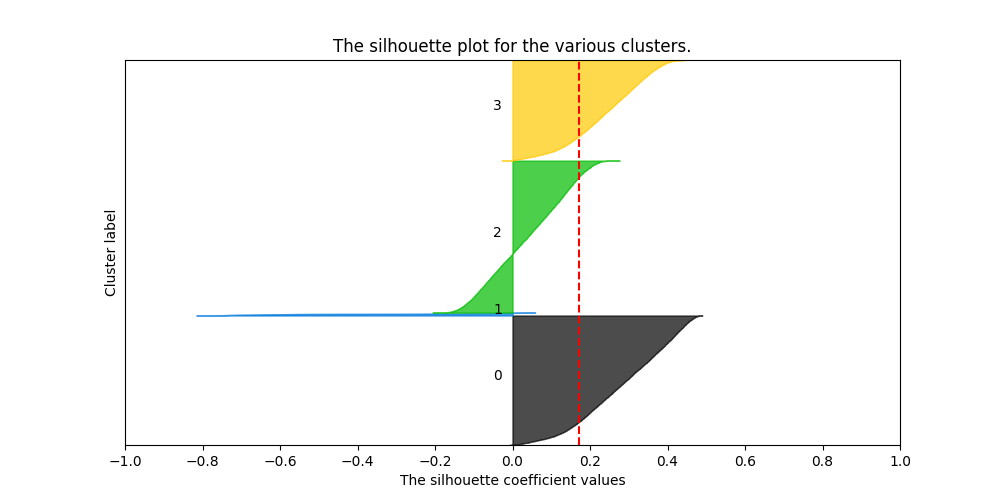 The silhouette plot for the various clusters.
3
2
1
0
Cluster label
−1.0 −0.8 −0.6 −0.4 −0.2 0.0 0.2 0.4 0.6 0.8 1.0
The silhouette coefficient values